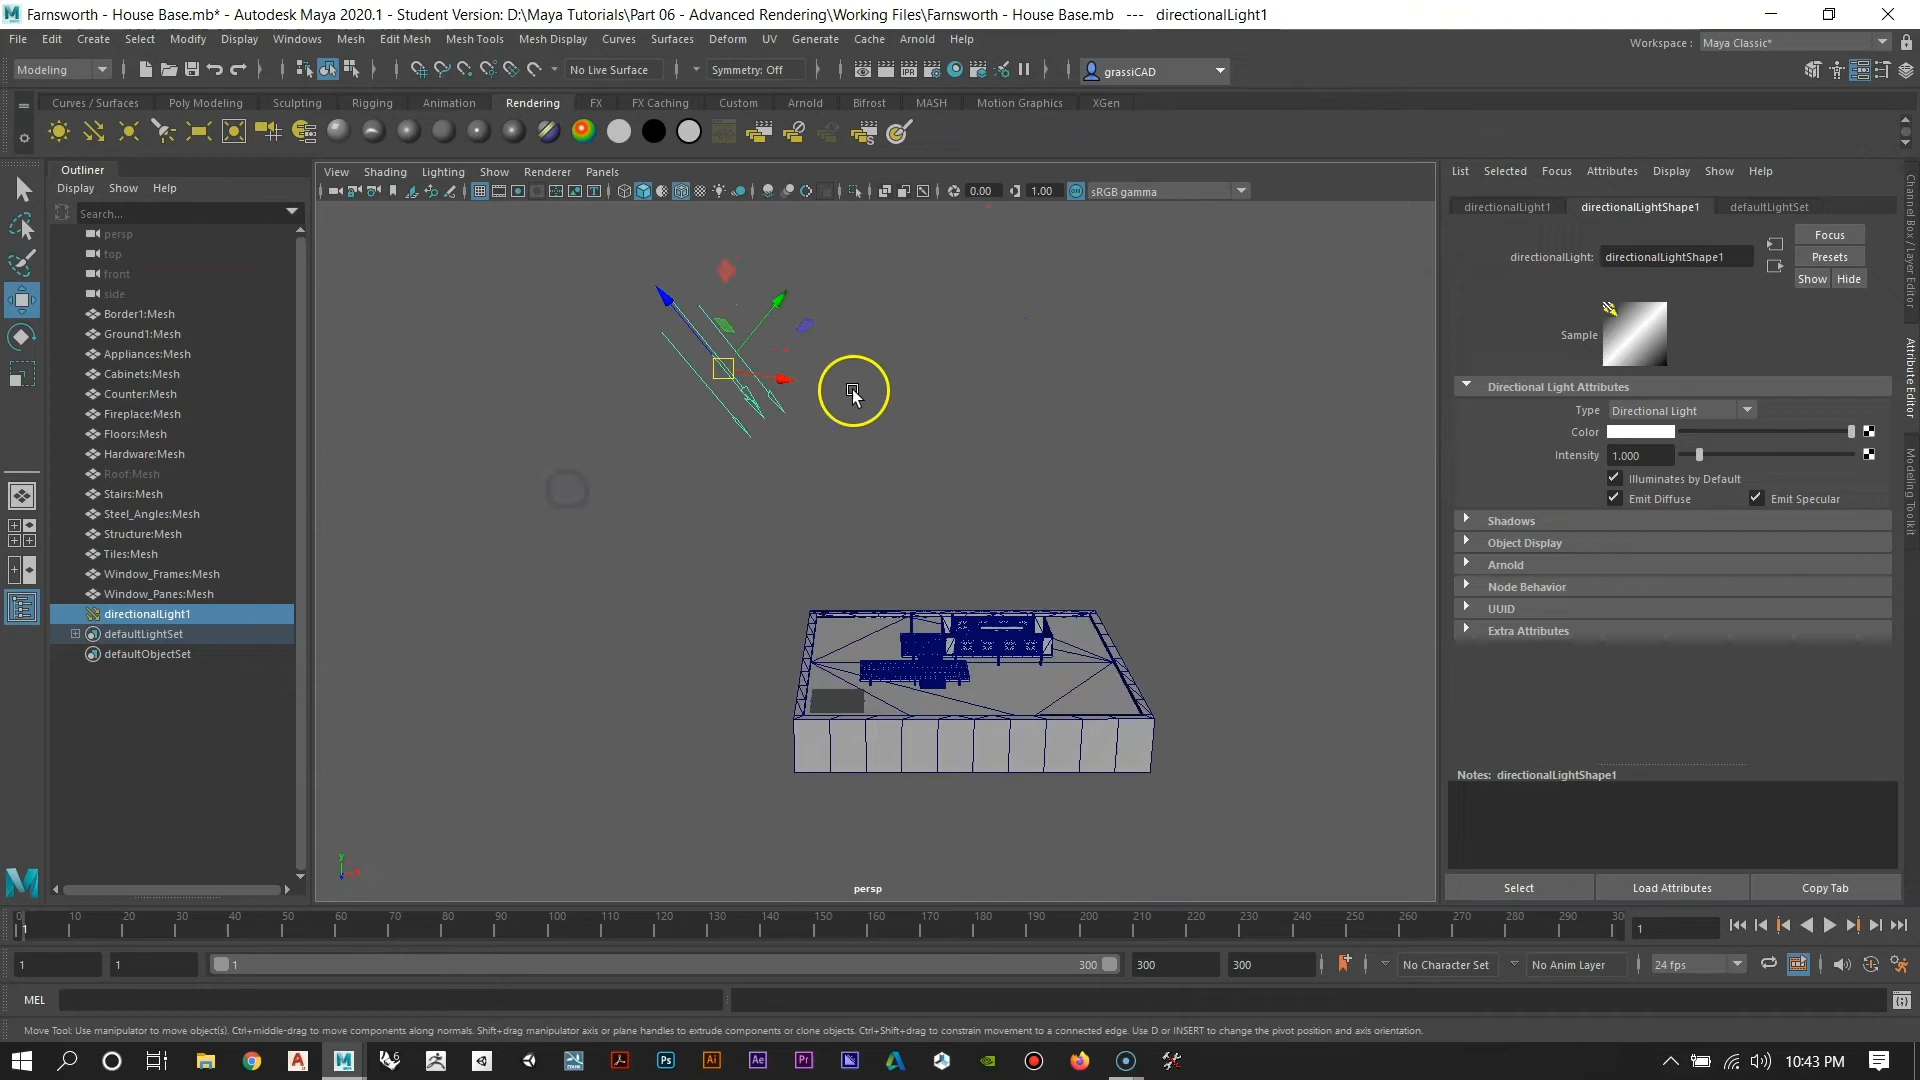 Farnsworth - House Base.mb* - Autodesk Maya 2020.1 - Student Version: D:\Maya Tutorials\Part 06 - Advanced Rendering\Working Files\Farnsworth - House Base.mb --- directionalLight1
File Edit Create Select Modify Display Windows Mesh Edit Mesh Mesh Tools Mesh Display Curves Surfaces Deform UV Generate Cache Arnold Help
Workspace : Maya Classic*
Modeling No Live Surface Symmetry: Off grassiCAD
Curves / Surfaces Poly Modeling Sculpting Rigging Animation Rendering FX FX Caching Custom Arnold Bifrost MASH Motion Graphics XGen
Outliner
Display Show Help
Search...
persp
top
front
side
Border1:Mesh
Ground1:Mesh
Appliances:Mesh
Cabinets:Mesh
Counter:Mesh
Fireplace:Mesh
Floors:Mesh
Hardware:Mesh
Roof:Mesh
Stairs:Mesh
Steel_Angles:Mesh
Structure:Mesh
Tiles:Mesh
Window_Frames:Mesh
Window_Panes:Mesh
directionalLight1
defaultLightSet
defaultObjectSet
View Shading Lighting Show Renderer Panels
0.00 1.00 sRGB gamma
y
persp
List Selected Focus Attributes Display Show Help
directionalLight1 directionalLightShape1 defaultLightSet
directionalLight: directionalLightShape1
Focus
Presets
Show Hide
Sample
Directional Light Attributes
Type Directional Light
Color
Intensity 1.000
Illuminates by Default
Emit Diffuse Emit Specular
Shadows
Object Display
Arnold
Node Behavior
UUID
Extra Attributes
Notes: directionalLightShape1
Select Load Attributes Copy Tab
Channel Box / Layer Editor
Attribute Editor
Modeling Toolkit
0 10 20 30 40 50 60 70 80 90 100 110 120 130 140 150 160 170 180 190 200 210 220 230 240 250 260 270 280 290 30
1 1
1 1 1 300 300 300 No Character Set No Anim Layer 24 fps
MEL
Move Tool: Use manipulator to move object(s). Ctrl+middle-drag to move components along normals. Shift+drag manipulator axis or plane handles to extrude components or clone objects. Ctrl+Shift+drag to constrain movement to a connected edge. Use D or INSERT to change the pivot position and axis orientation.
10:43 PM